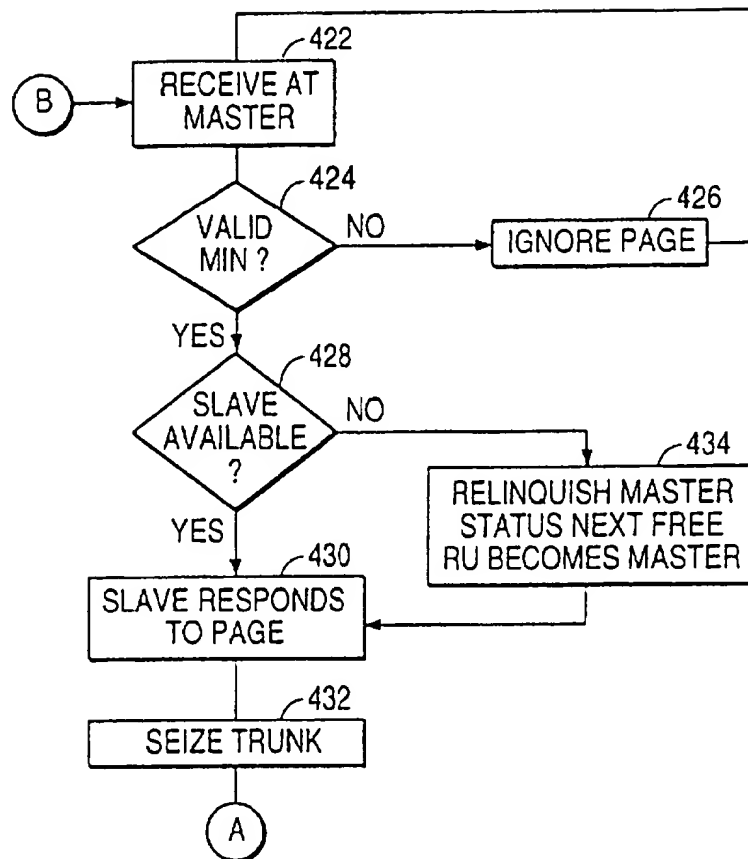 422
B
RECEIVE AT
MASTER
424
VALID
MIN ?
NO
426
IGNORE PAGE
YES
428
SLAVE
AVAILABLE
?
NO
434
RELINQUISH MASTER
STATUS NEXT FREE
RU BECOMES MASTER
YES
430
SLAVE RESPONDS
TO PAGE
432
SEIZE TRUNK
A